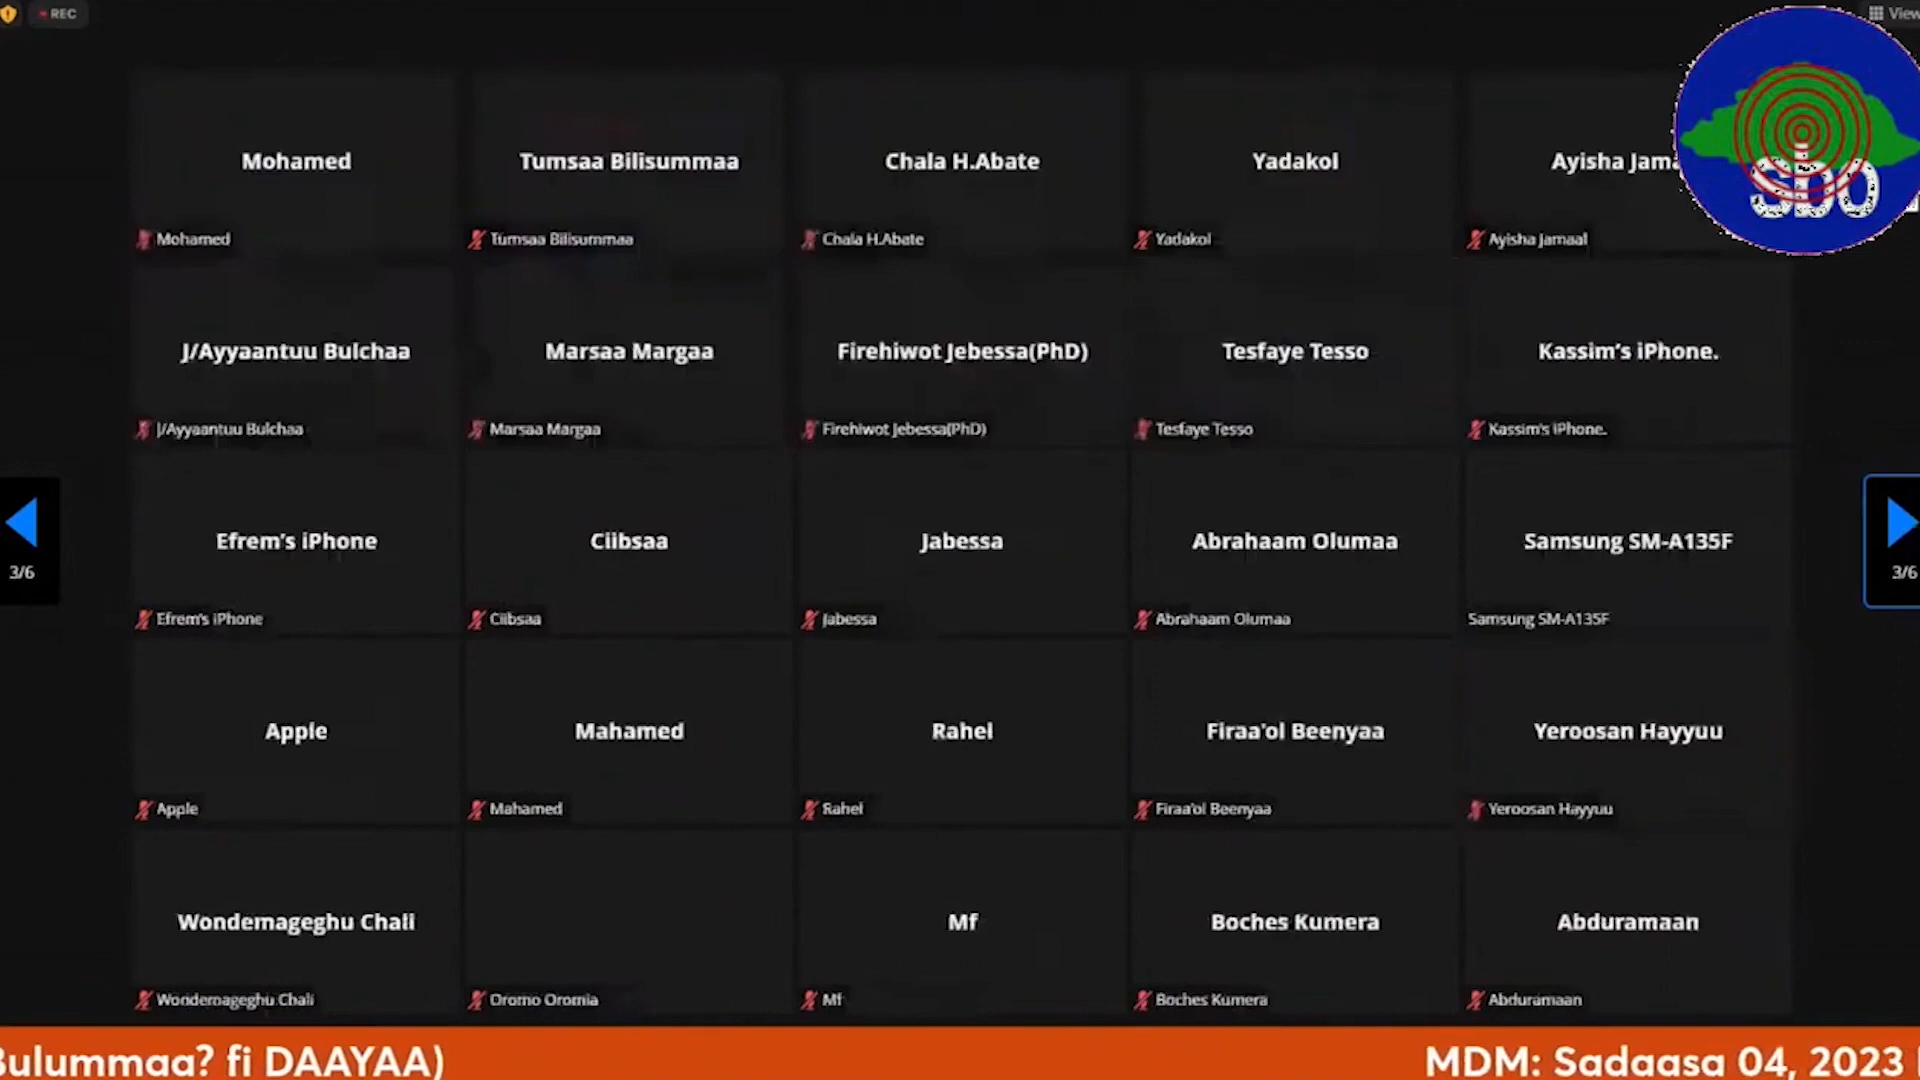 REC
View
Mohamed
Tumsaa Bilisummaa
Chala H.Abate
Yadakol
Ayisha Jama
SBO
Mohamed
Tumsaa Bilisummaa
Chala H.Abate
Yadakol
Ayisha Jamaal
J/Ayyaantuu Bulchaa
Marsaa Margaa
Firehiwot Jebessa(PhD)
Tesfaye Tesso
Kassim's iPhone.
J/Ayyaantuu Bulchaa
Marsaa Margaa
Firehiwot Jebessa(PhD)
Tesfaye Tesso
Kassim's iPhone.
Efrem's iPhone
Ciibsaa
Jabessa
Abrahaam Olumaa
Samsung SM-A135F
3/6
3/6
Efrem's iPhone
Ciibsaa
Jabessa
Abrahaam Olumaa
Samsung SM-A135F
Apple
Mahamed
Rahel
Firaa'ol Beenyaa
Yeroosan Hayyuu
Apple
Mahamed
Rahel
Firaa'ol Beenyaa
Yeroosan Hayyuu
Wondemageghu Chali
Mf
Boches Kumera
Abduramaan
Wondemageghu Chali
Oromo Oromia
Mf
Boches Kumera
Abduramaan
Bulummaa? fi DAAYAA)
MDM: Sadaasa 04, 2023